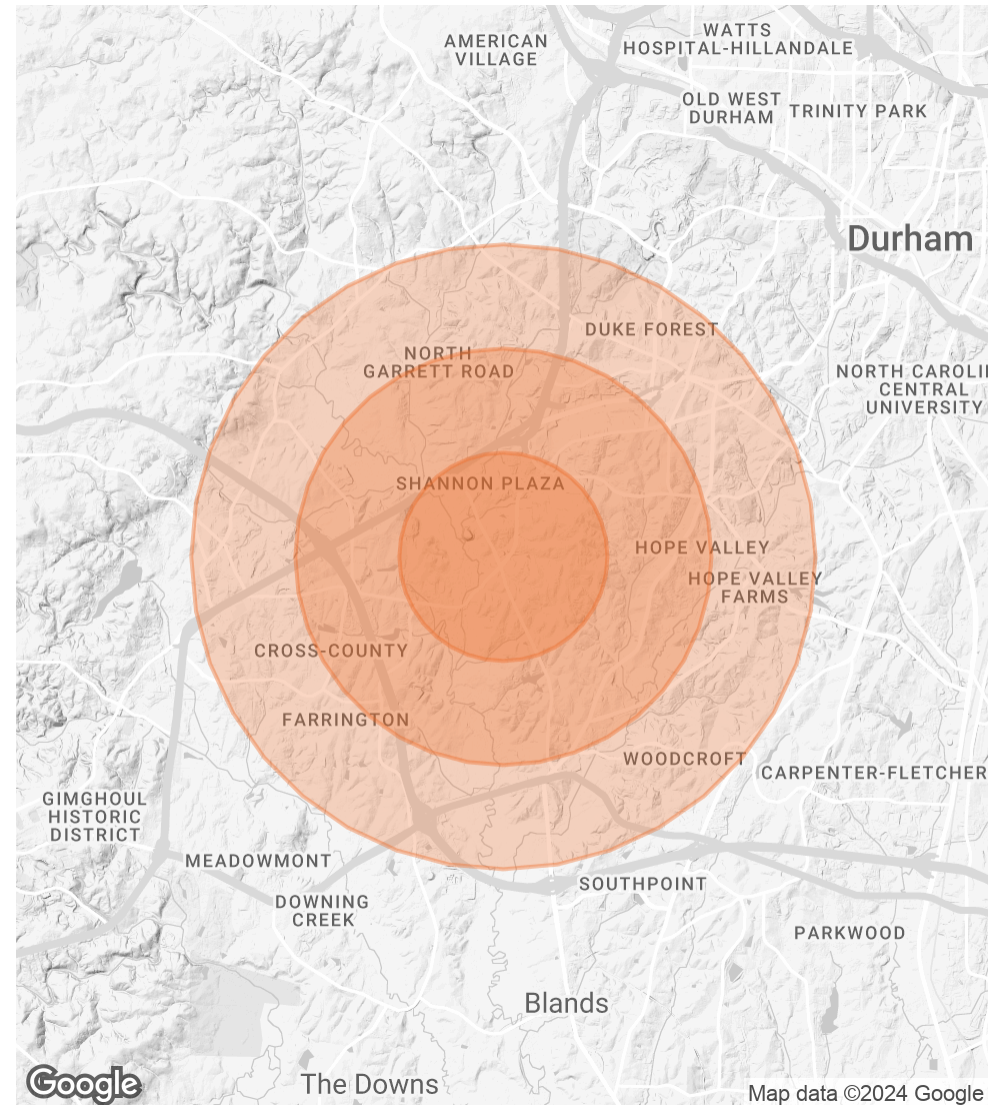 WATTS
HOSPITAL-HILLANDALE
AMERICAN
VILLAGE
OLD WEST
DURHAM
TRINITY PARK
Durham
DUKE FOREST
NORTH
GARRETT ROAD
NORTH CAROLIN
CENTRAL
UNIVERSITY
SHANNON PLAZA
HOPE VALLEY
HOPE VALLEY
FARMS
CROSS-COUNTY
FARRINGTON
WOODCROFT
CARPENTER-FLETCHER
GIMGHOUL
HISTORIC
DISTRICT
MEADOWMONT
SOUTHPOINT
DOWNING
CREEK
PARKWOOD
Blands
The Downs
Google
Map data ©2024 Google